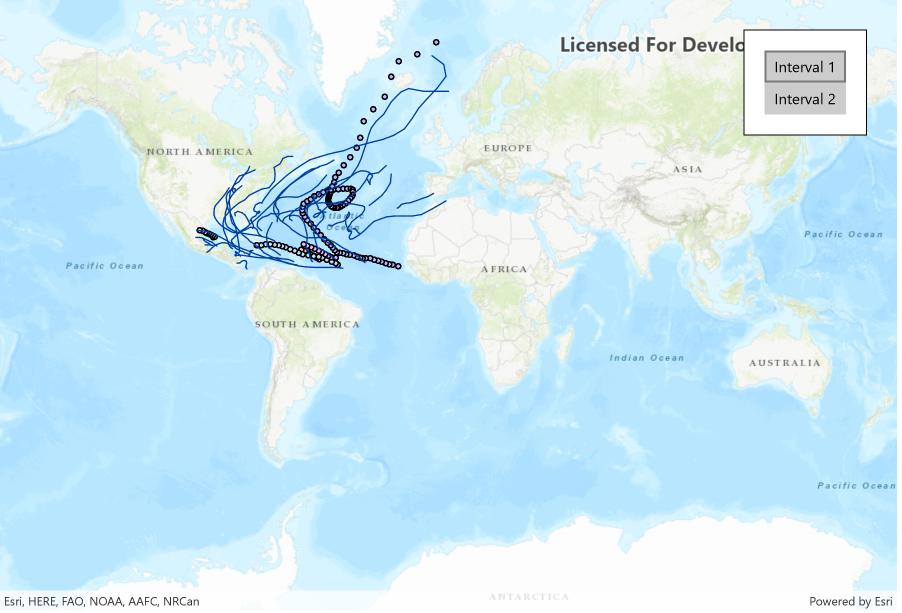 Licensed For Develo
Interval 1
Interval 2
NORTH AMERICA
EUROPE
ASIA
Atlantic
Ocean
Pacific Ocean
Pacific Ocean
AFRICA
SOUTH AMERICA
Indian Ocean
AUSTRALIA
Pacific Ocean
ANTARCTICA
Esri, HERE, FAO, NOAA, AAFC, NRCan
Powered by Esri